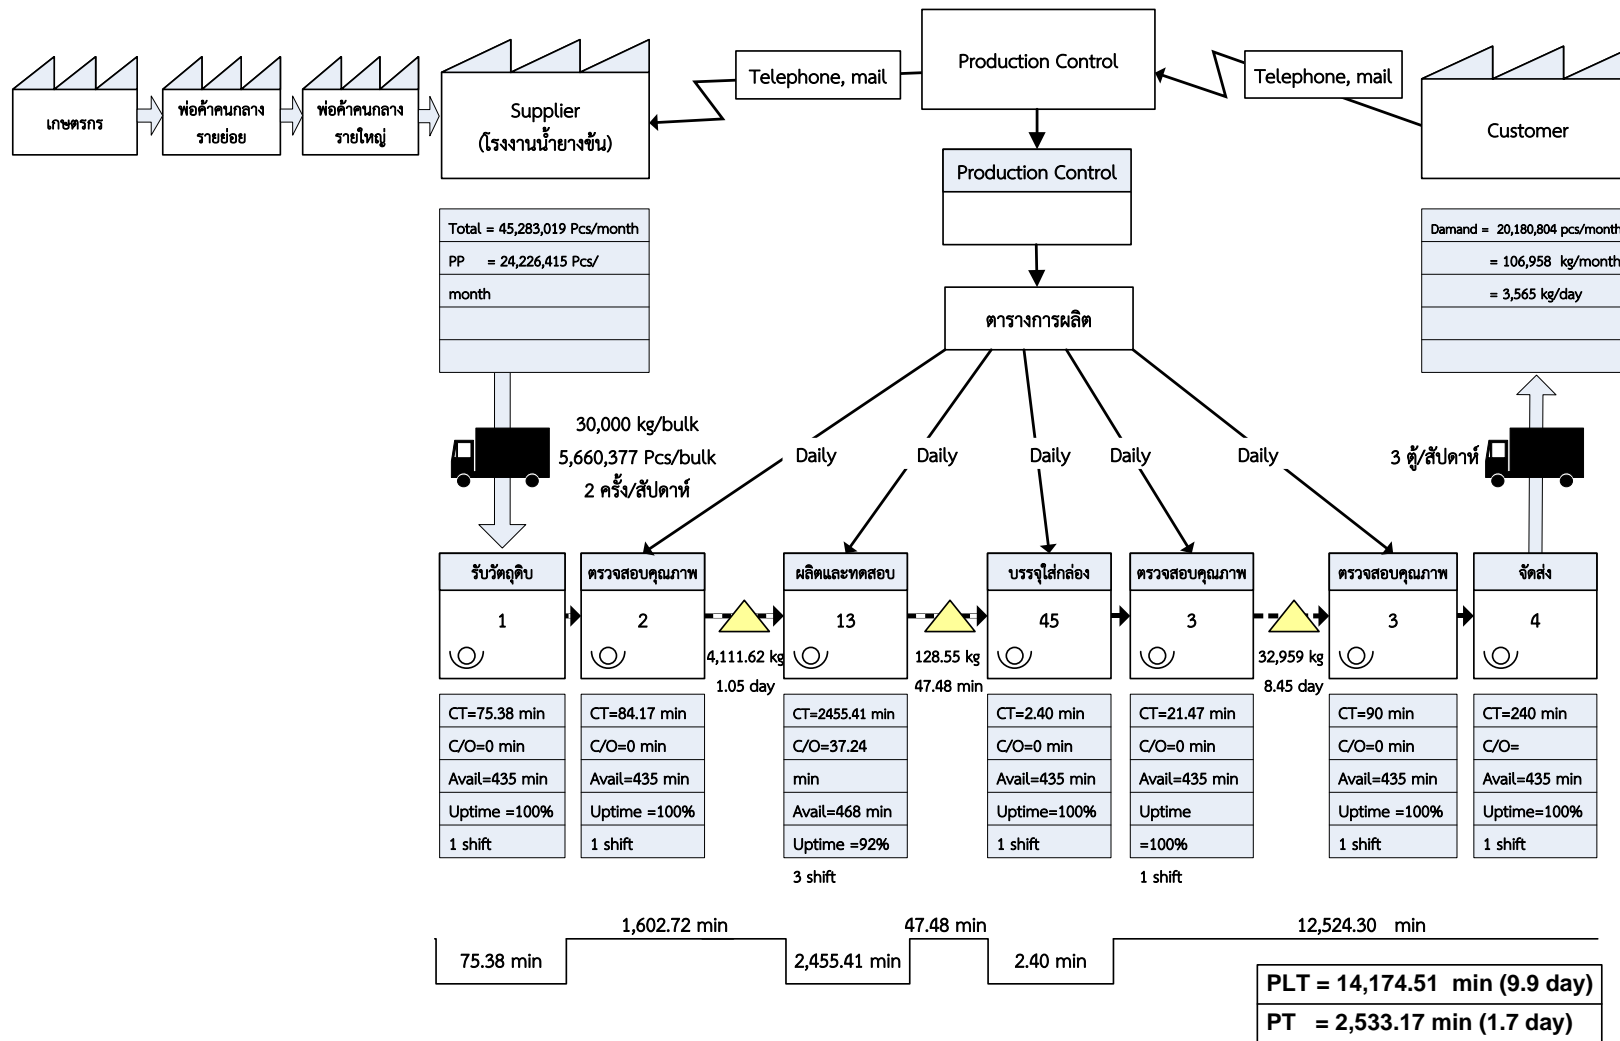 Production Control
Telephone, mail
Telephone, mail
เกษตรกร
พ่อค้าคนกลาง
รายย่อย
พ่อค้าคนกลาง
รายใหญ่
Supplier
(โรงงานน้ำยางข้น)
Customer
Production Control
Total = 45,283,019 Pcs/month
PP = 24,226,415 Pcs/
month
Damand = 20,180,804 pcs/month
= 106,958 kg/month
= 3,565 kg/day
ตารางการผลิต
30,000 kg/bulk
5,660,377 Pcs/bulk
2 ครั้ง/สัปดาห์
Daily
Daily
Daily
Daily
Daily
3 ตู้/สัปดาห์
รับวัตถุดิบ
1
ตรวจสอบคุณภาพ
2
ผลิตและทดสอบ
13
บรรจุใส่กล่อง
45
ตรวจสอบคุณภาพ
3
ตรวจสอบคุณภาพ
3
จัดส่ง
4
4,111.62 kg
1.05 day
128.55 kg
47.48 min
32,959 kg
8.45 day
CT=75.38 min
C/O=0 min
Avail=435 min
Uptime =100%
1 shift
CT=84.17 min
C/O=0 min
Avail=435 min
Uptime =100%
1 shift
CT=2455.41 min
C/O=37.24
min
Avail=468 min
Uptime =92%
3 shift
CT=2.40 min
C/O=0 min
Avail=435 min
Uptime=100%
1 shift
CT=21.47 min
C/O=0 min
Avail=435 min
Uptime
=100%
1 shift
CT=90 min
C/O=0 min
Avail=435 min
Uptime =100%
1 shift
CT=240 min
C/O=
Avail=435 min
Uptime=100%
1 shift
1,602.72 min
47.48 min
12,524.30 min
75.38 min
2,455.41 min
2.40 min
PLT = 14,174.51 min (9.9 day)
PT = 2,533.17 min (1.7 day)